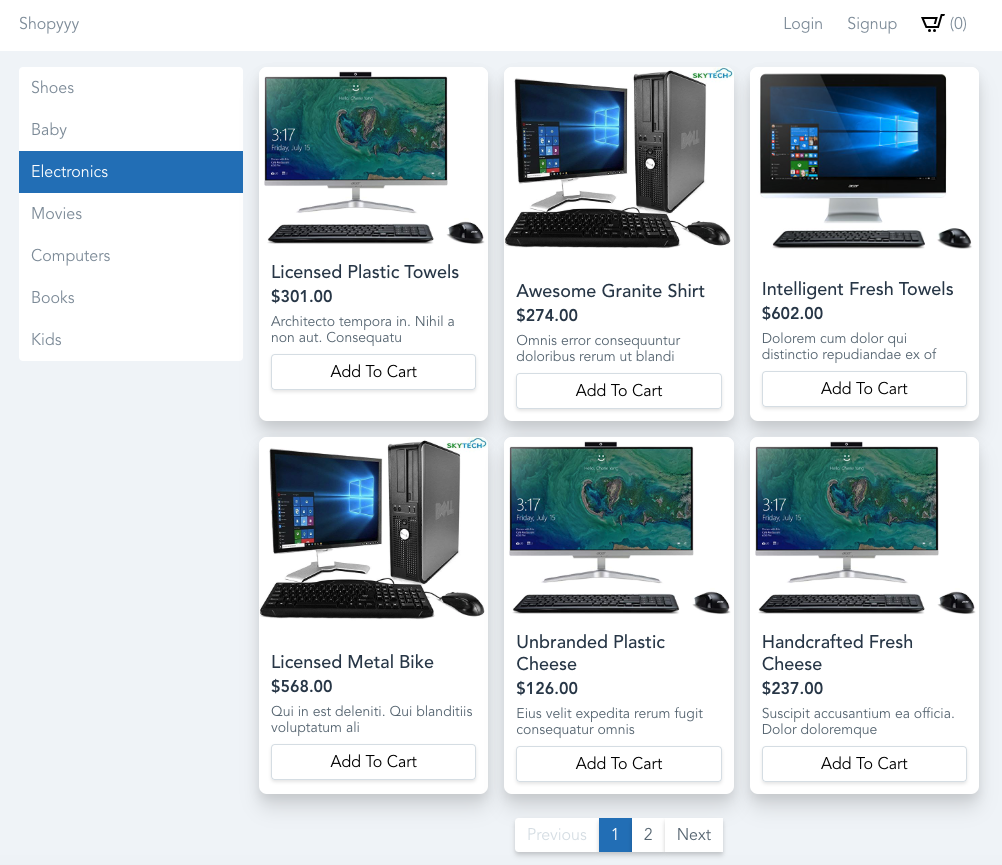 Shopyyy
Login Signup (0)
Shoes
Baby
Electronics
Movies
Computers
Books
Kids
3:17
Friday, July 15
Licensed Plastic Towels
$301.00
Architecto tempora in. Nihil a
non aut. Consequatu
Add To Cart
SKYTECH
DELL
Awesome Granite Shirt
$274.00
Omnis error consequuntur
doloribus rerum ut blandi
Add To Cart
acer
Intelligent Fresh Towels
$602.00
Dolorem cum dolor qui
distinctio repudiandae ex of
Add To Cart
SKYTECH
DELL
Licensed Metal Bike
$568.00
Qui in est deleniti. Qui blanditiis
voluptatum ali
Add To Cart
3:17
Friday, July 15
Unbranded Plastic
Cheese
$126.00
Eius velit expedita rerum fugit
consequatur omnis
Add To Cart
3:17
Friday, July 15
Handcrafted Fresh
Cheese
$237.00
Suscipit accusantium ea officia.
Dolor doloremque
Add To Cart
Previous 1 2 Next